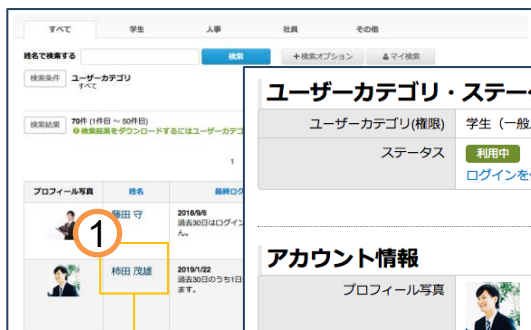 すべて 学生 人事 社員 その他
姓名で検索する 検索 +検索オプション マイ検索
検索条件 ユーザーカテゴリ
すべて
検索結果 70件 (1件目 ~ 50件目)
検索結果をダウンロードするにはユーザーカテゴ
1
プロフィール写真 姓名 最終ログ
藤田 守 2018/9/6
過去30日はログイン
ん。
1
柿田 茂雄 2019/1/22
過去30日のうち1日
ます。
ユーザーカテゴリ・ステー
ユーザーカテゴリ(権限) 学生（一般
ステータス 利用中
ログインを
アカウント情報
プロフィール写真